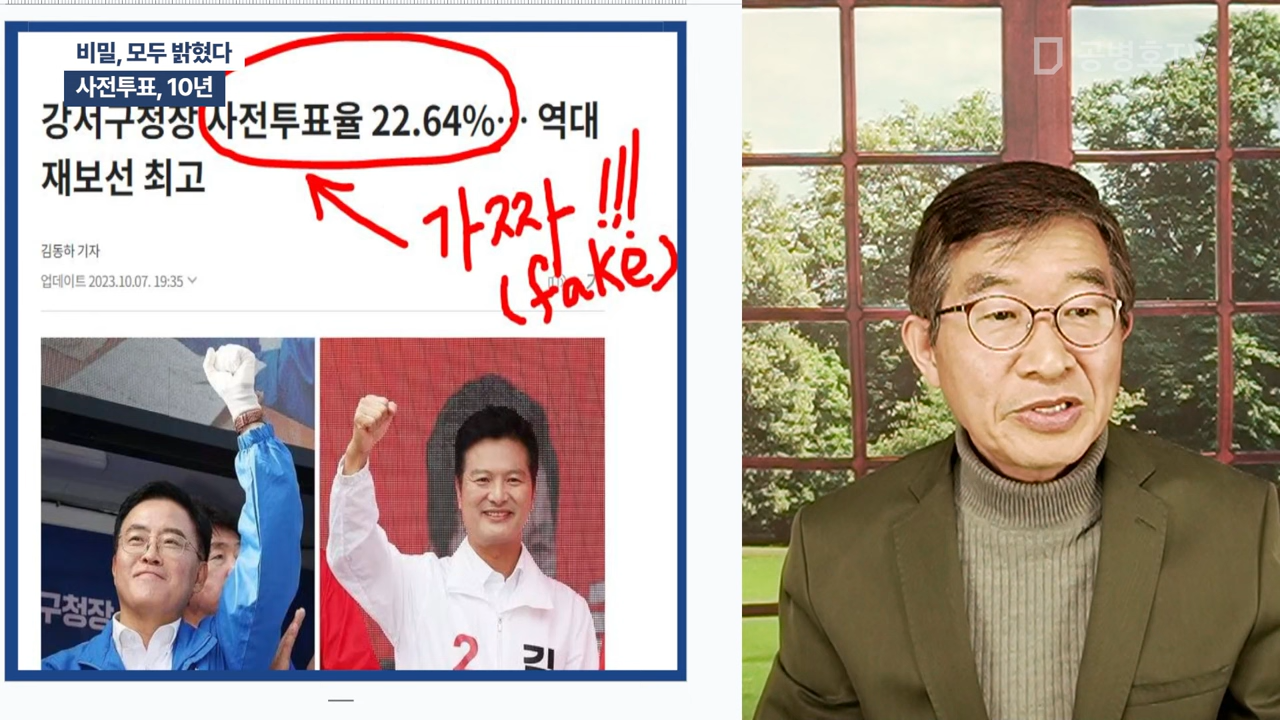 비밀, 모두 밝혔다
사전투표, 10년
공병호TV
강서구청장 사전투표율 22.64%… 역대
재보선 최고
가짜!!!
(fake)
김동하 기자
업데이트 2023.10.07. 19:35
구청장
2
김